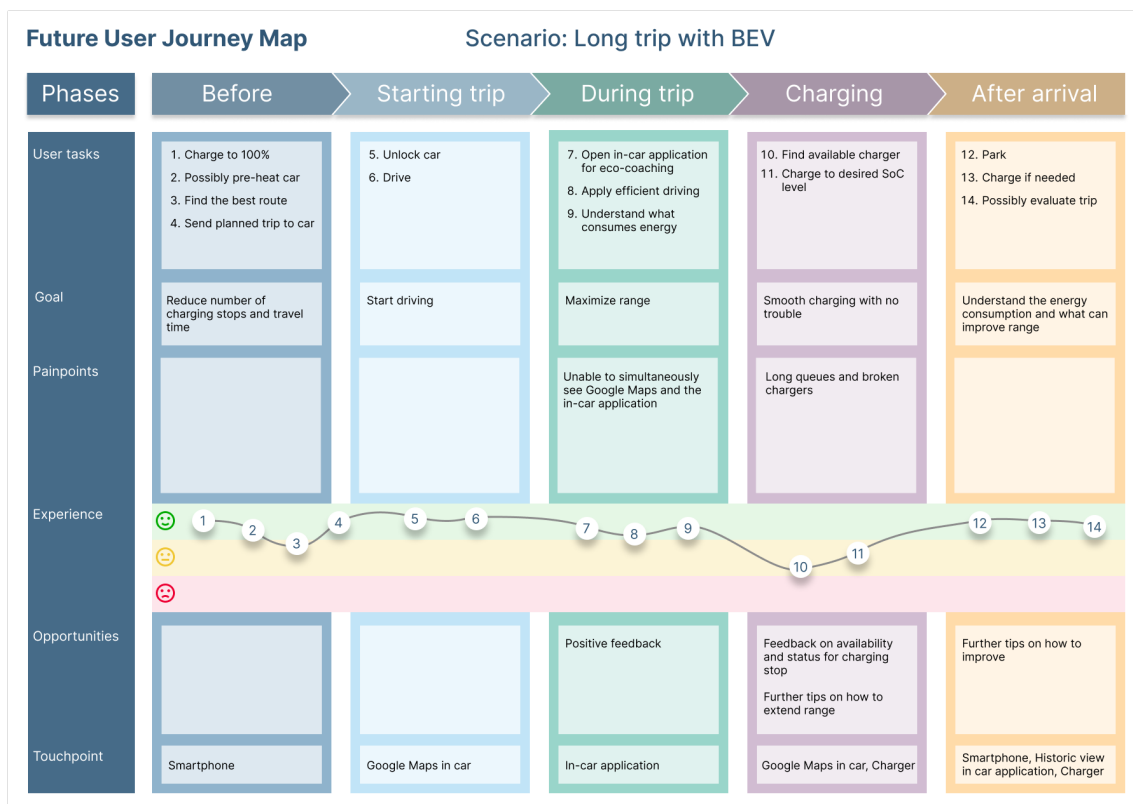 Future User Journey Map
Scenario: Long trip with BEV
Phases
Before
Starting trip
During trip
Charging
After arrival
User tasks
1. Charge to 100%
2. Possibly pre-heat car
3. Find the best route
4. Send planned trip to car
5. Unlock car
6. Drive
7. Open in-car application
for eco-coaching
8. Apply efficient driving
9. Understand what
consumes energy
10. Find available charger
11. Charge to desired SoC
level
12. Park
13. Charge if needed
14. Possibly evaluate trip
Goal
Reduce number of
charging stops and travel
time
Start driving
Maximize range
Smooth charging with no
trouble
Understand the energy
consumption and what can
improve range
Painpoints
Unable to simultaneously
see Google Maps and the
in-car application
Long queues and broken
chargers
Experience
1
2
3
4
5
6
7
8
9
10
11
12
13
14
Opportunities
Positive feedback
Feedback on availability
and status for charging
stop
Further tips on how to
extend range
Further tips on how to
improve
Touchpoint
Smartphone
Google Maps in car
In-car application
Google Maps in car, Charger
Smartphone, Historic view
in car application, Charger